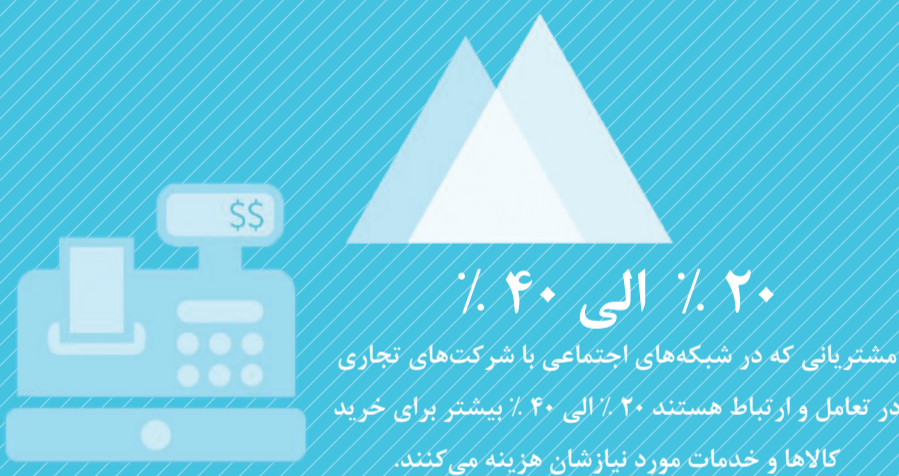 $$
۲۰ ٪ الی ۴۰ ٪
مشتریانی که در شبکه‌های اجتماعی با شرکت‌های تجاری
در تعامل و ارتباط هستند ۲۰ ٪ الی ۴۰ ٪ بیشتر برای خرید
کالاها و خدمات مورد نیازشان هزینه می‌کنند.